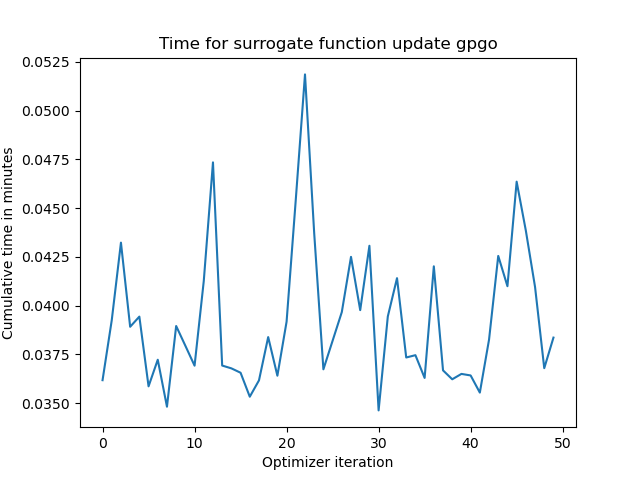 Time for surrogate function update gpgo
Cumulative time in minutes
0.0525
0.0500
0.0475
0.0450
0.0425
0.0400
0.0375
0.0350
0 10 20 30 40 50
Optimizer iteration